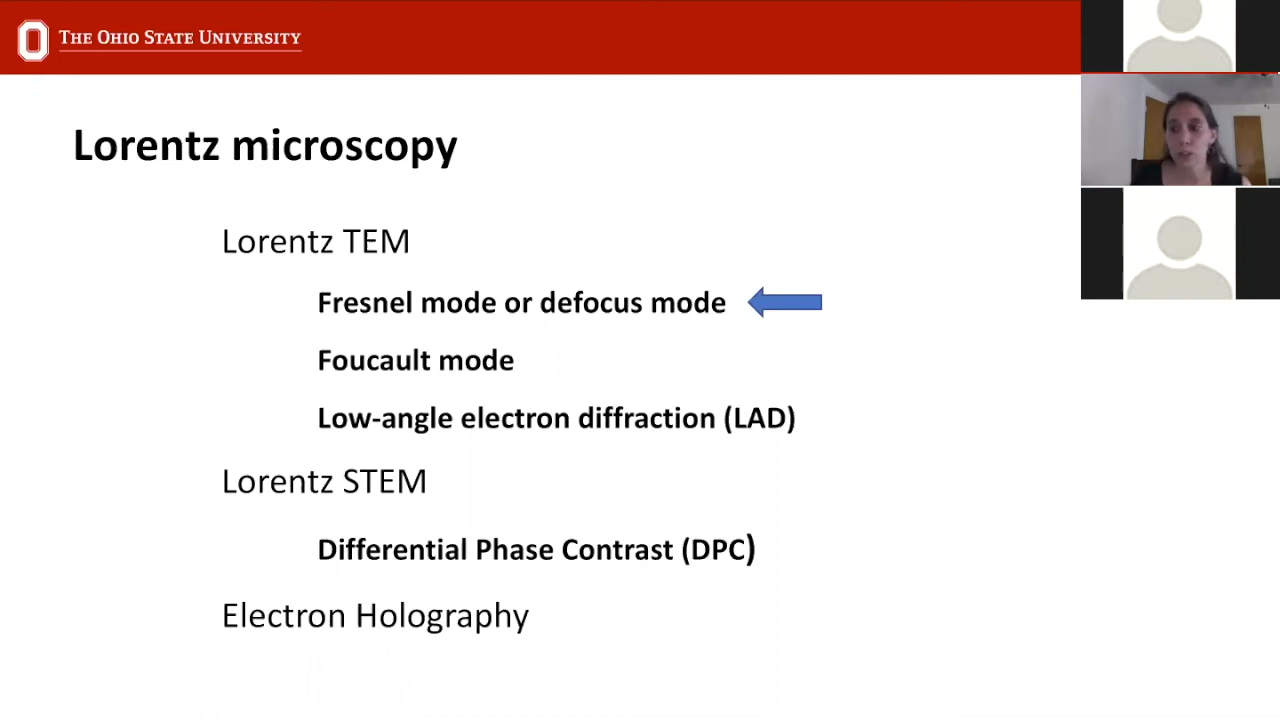 The Ohio State University
Lorentz microscopy
Lorentz TEM
Fresnel mode or defocus mode
Foucault mode
Low-angle electron diffraction (LAD)
Lorentz STEM
Differential Phase Contrast (DPC)
Electron Holography